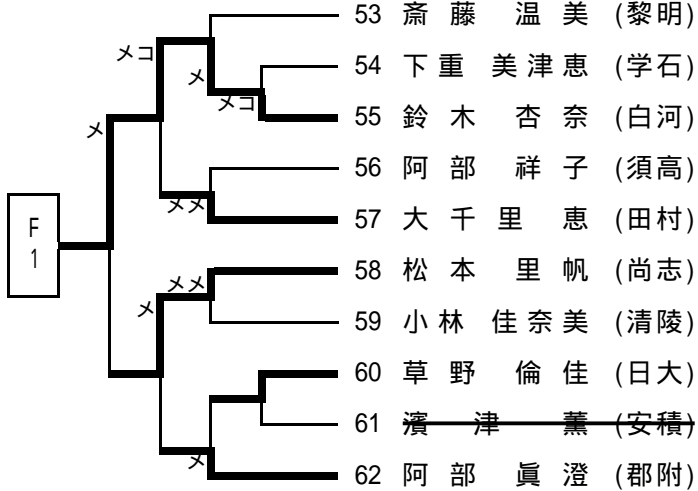 53 斎藤 温美 (黎明)
メコ
54 下重 美津恵 (学石)
メ
メコ
55 鈴木 杏奈 (白河)
メ
56 阿部 祥子 (須高)
メメ
57 大千里 恵 (田村)
F
1
58 松本 里帆 (尚志)
メメ
メ
59 小林 佳奈美 (清陵)
60 草野 倫佳 (日大)
61 濱津 薫 (安積)
メ
62 阿部 眞澄 (郡附)